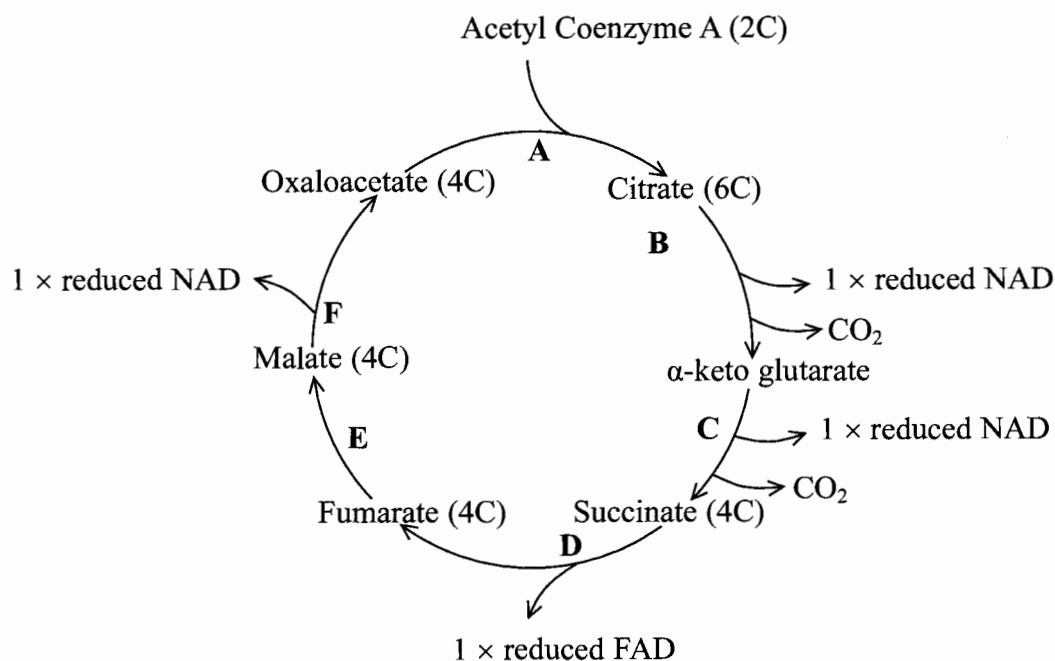 Acetyl Coenzyme A (2C)
A
Oxaloacetate (4C)
Citrate (6C)
B
1 × reduced NAD
1 × reduced NAD
F
CO₂
Malate (4C)
α-keto glutarate
C
1 × reduced NAD
E
CO₂
Fumarate (4C)
Succinate (4C)
D
1 × reduced FAD